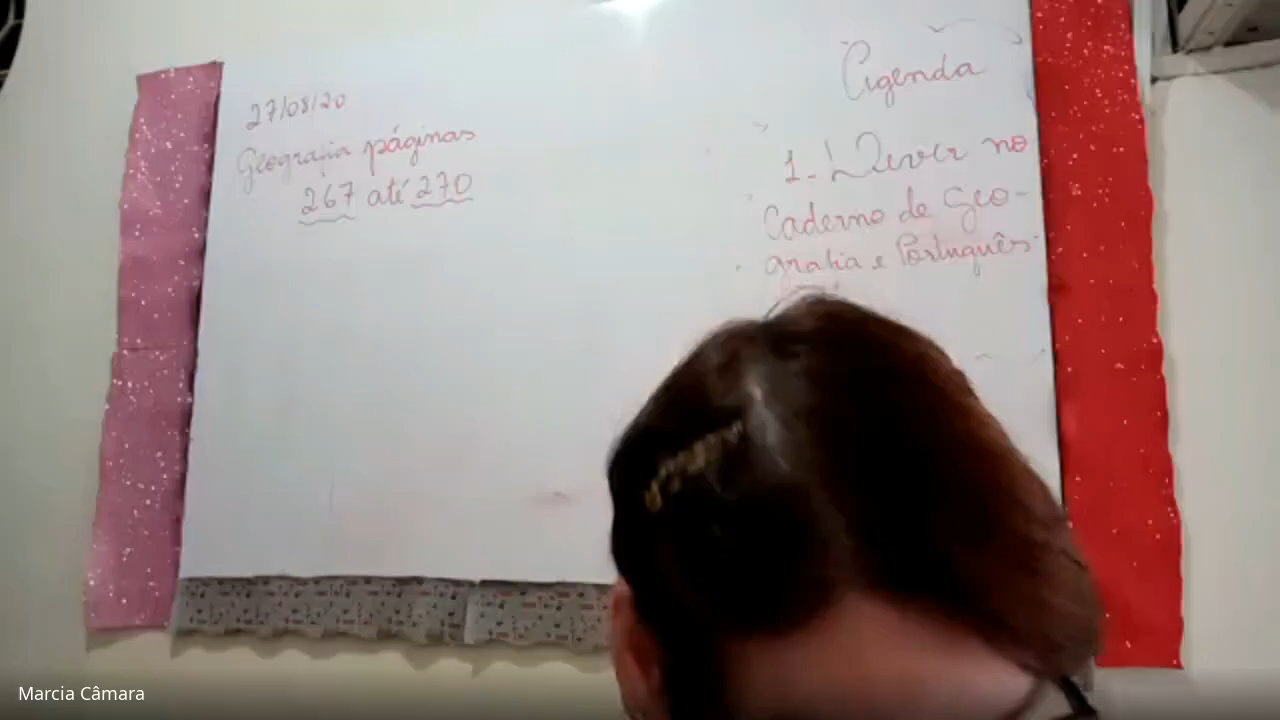 27/08/20
Geografia páginas
267 até 270
Agenda
1. Dever no
Caderno de Geo-
grafia e Português
Marcia Câmara